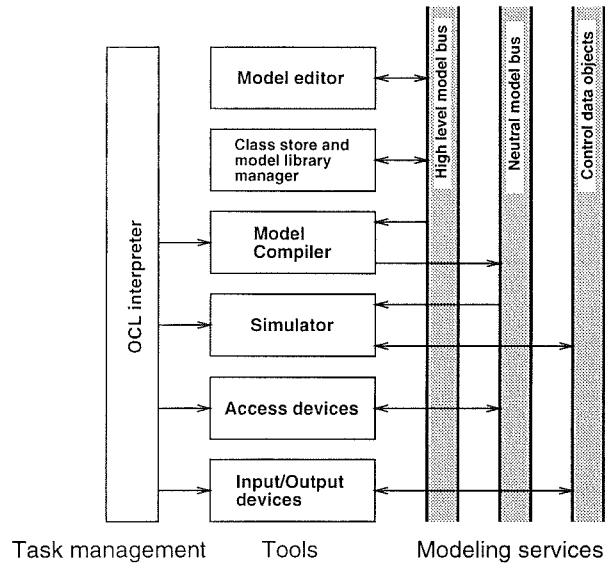 Model editor
Class store and
model library
manager
Model
Compiler
Simulator
Access devices
Input/Output
devices
OCL interpreter
High level model bus
Neutral model bus
Control data objects
Task management
Tools
Modeling services